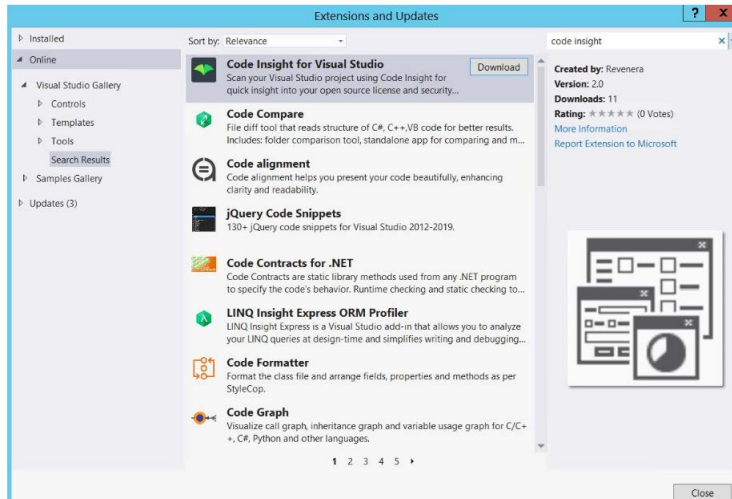 Extensions and Updates
? x
Installed
Online
Visual Studio Gallery
Controls
Templates
Tools
Search Results
Samples Gallery
Updates (3)
Sort by: Relevance
Code Insight for Visual Studio
Scan your Visual Studio project using Code Insight for
quick insight into your open source license and security...
Download
Code Compare
File diff tool that reads structure of C#, C++,VB code for better results.
Includes: folder comparison tool, standalone app for comparing and m...
Code alignment
Code alignment helps you present your code beautifully, enhancing
clarity and readability.
jQuery Code Snippets
130+ jQuery code snippets for Visual Studio 2012-2019.
Code Contracts for .NET
Code Contracts are static library methods used from any .NET program
to specify the code's behavior. Runtime checking and static checking to...
LINQ Insight Express ORM Profiler
LINQ Insight Express is a Visual Studio add-in that allows you to analyze
your LINQ queries at design-time and simplifies writing and debugging...
Code Formatter
Format the class file and arrange fields, properties and methods as per
StyleCop.
Code Graph
Visualize call graph, inheritance graph and variable usage graph for C/C+
+, C#, Python and other languages.
1 2 3 4 5
code insight
Created by: Revenera
Version: 2.0
Downloads: 11
Rating: ★★★★★ (0 Votes)
More Information
Report Extension to Microsoft
Close